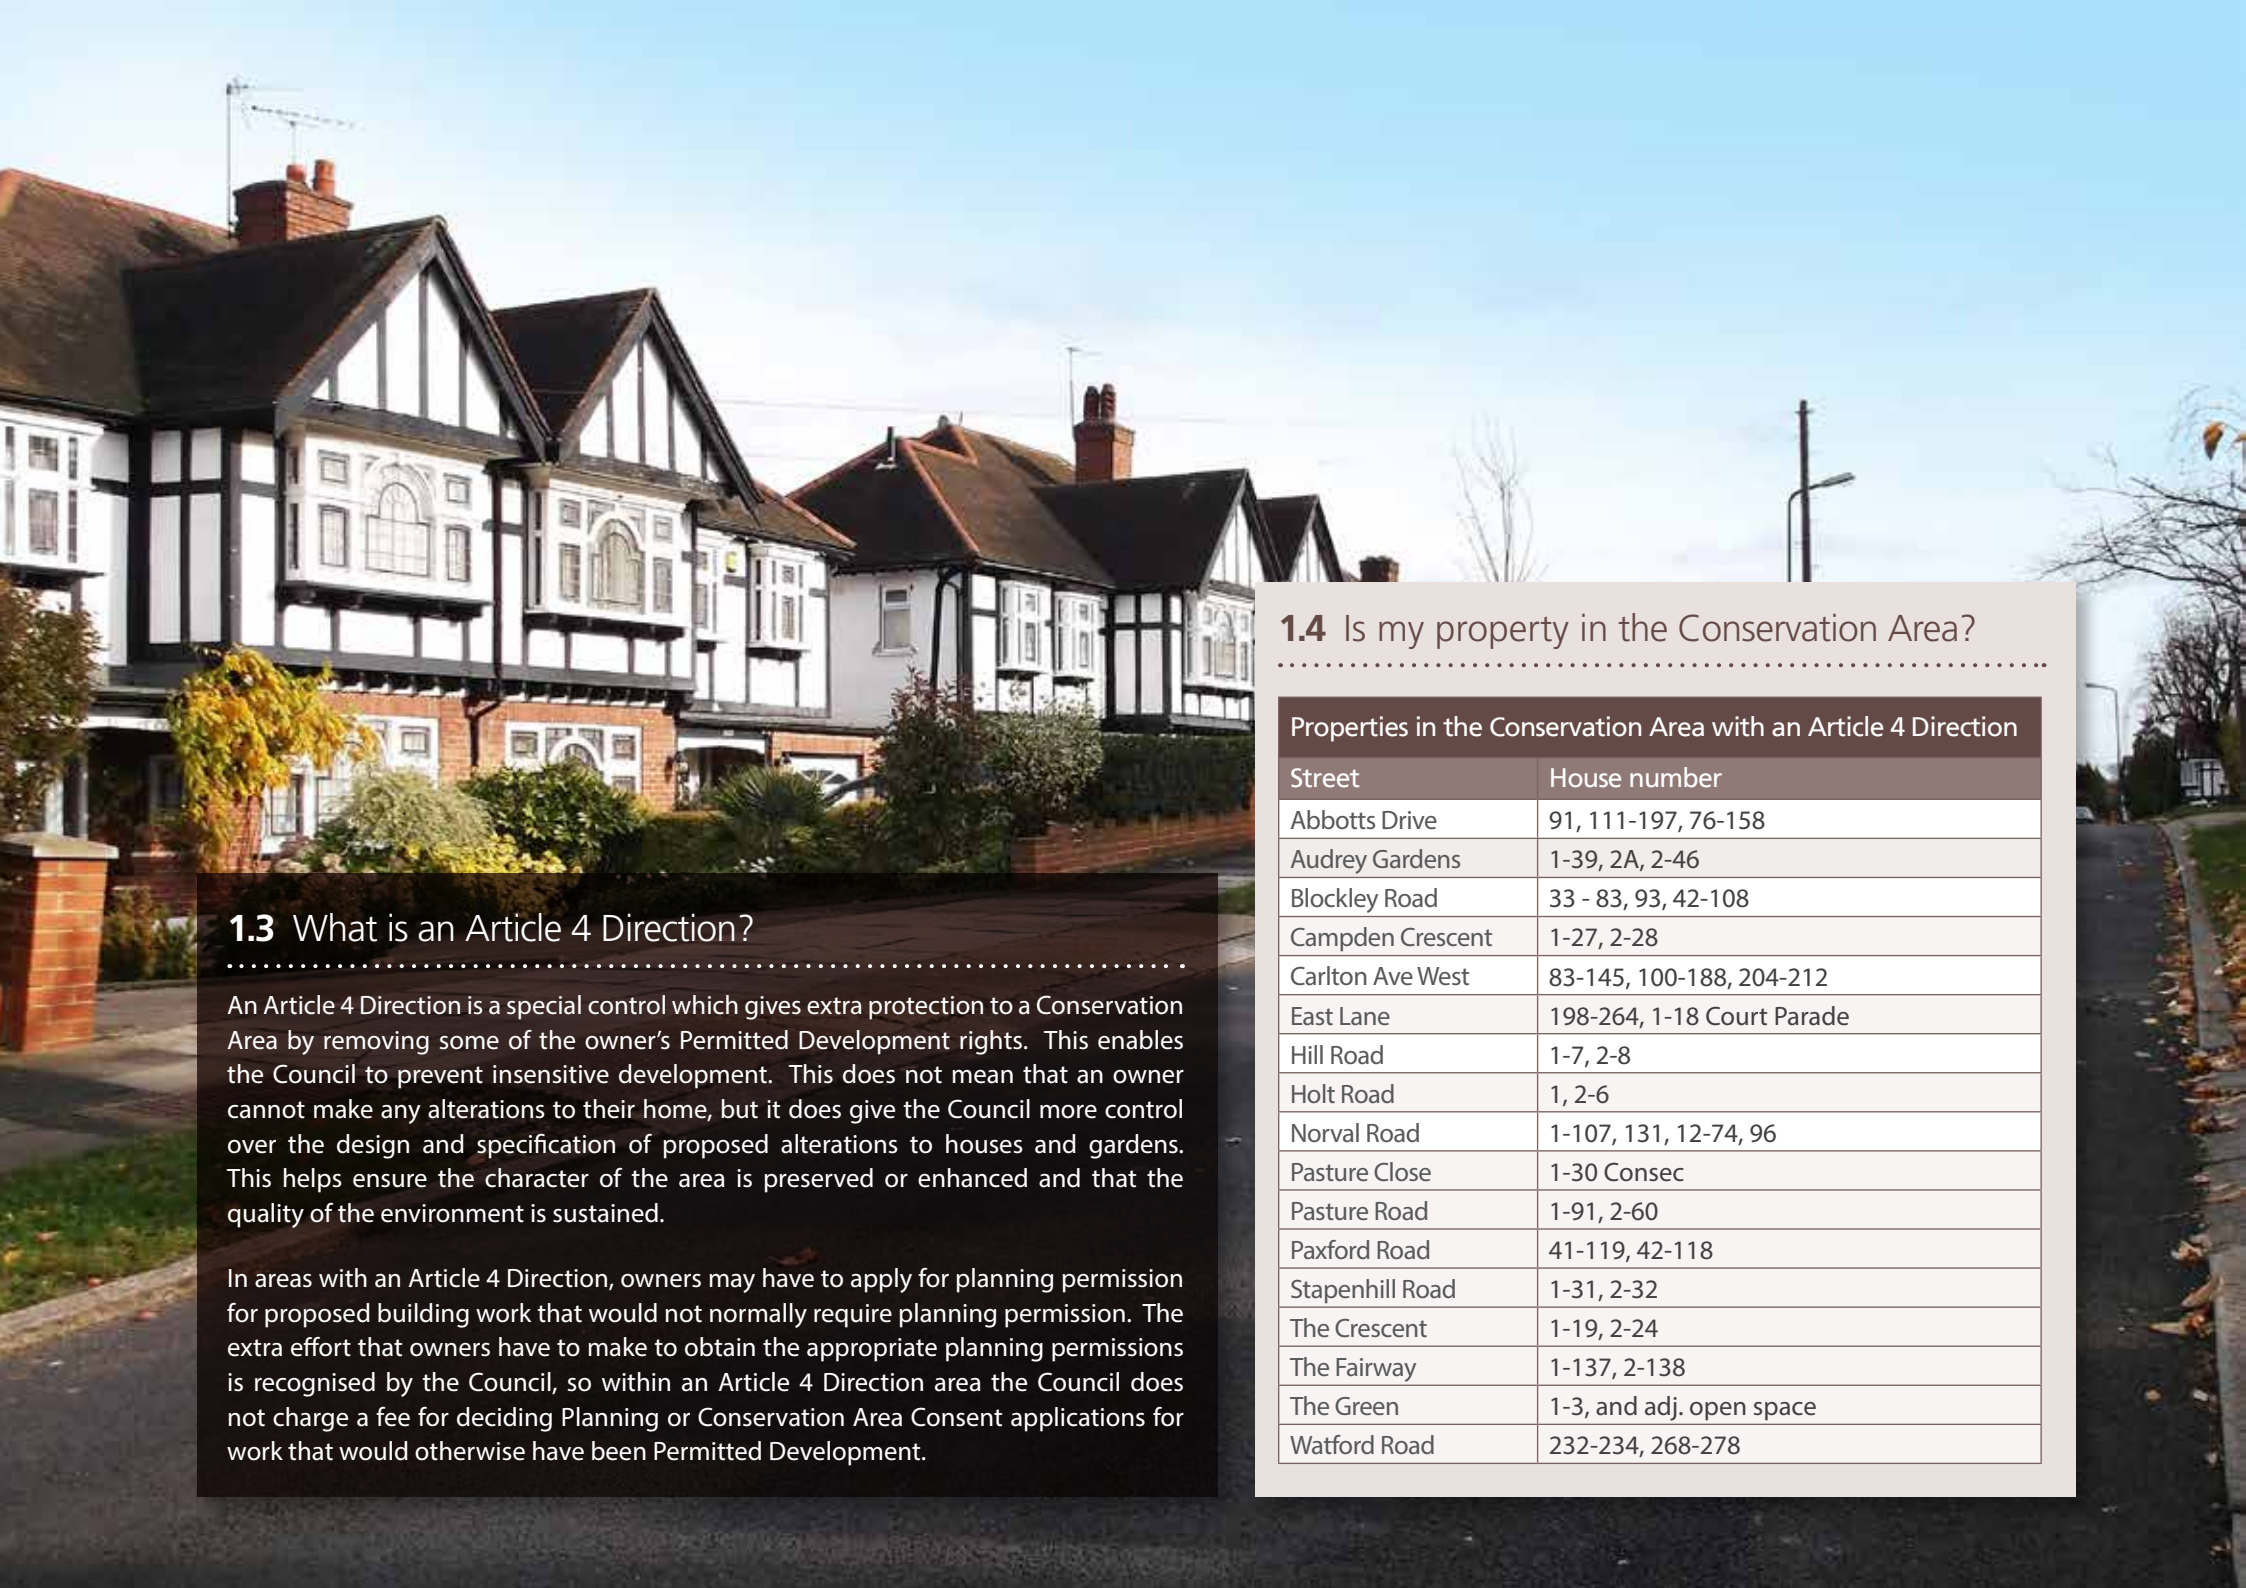 1.3 What is an Article 4 Direction?
An Article 4 Direction is a special control which gives extra protection to a Conservation
Area by removing some of the owner's Permitted Development rights. This enables
the Council to prevent insensitive development. This does not mean that an owner
cannot make any alterations to their home, but it does give the Council more control
over the design and specification of proposed alterations to houses and gardens.
This helps ensure the character of the area is preserved or enhanced and that the
quality of the environment is sustained.
In areas with an Article 4 Direction, owners may have to apply for planning permission
for proposed building work that would not normally require planning permission. The
extra effort that owners have to make to obtain the appropriate planning permissions
is recognised by the Council, so within an Article 4 Direction area the Council does
not charge a fee for deciding Planning or Conservation Area Consent applications for
work that would otherwise have been Permitted Development.
1.4 Is my property in the Conservation Area?
Properties in the Conservation Area with an Article 4 Direction
Street House number
Abbotts Drive 91, 111-197, 76-158
Audrey Gardens 1-39, 2A, 2-46
Blockley Road 33 - 83, 93, 42-108
Campden Crescent 1-27, 2-28
Carlton Ave West 83-145, 100-188, 204-212
East Lane 198-264, 1-18 Court Parade
Hill Road 1-7, 2-8
Holt Road 1, 2-6
Norval Road 1-107, 131, 12-74, 96
Pasture Close 1-30 Consec
Pasture Road 1-91, 2-60
Paxford Road 41-119, 42-118
Stapenhill Road 1-31, 2-32
The Crescent 1-19, 2-24
The Fairway 1-137, 2-138
The Green 1-3, and adj. open space
Watford Road 232-234, 268-278